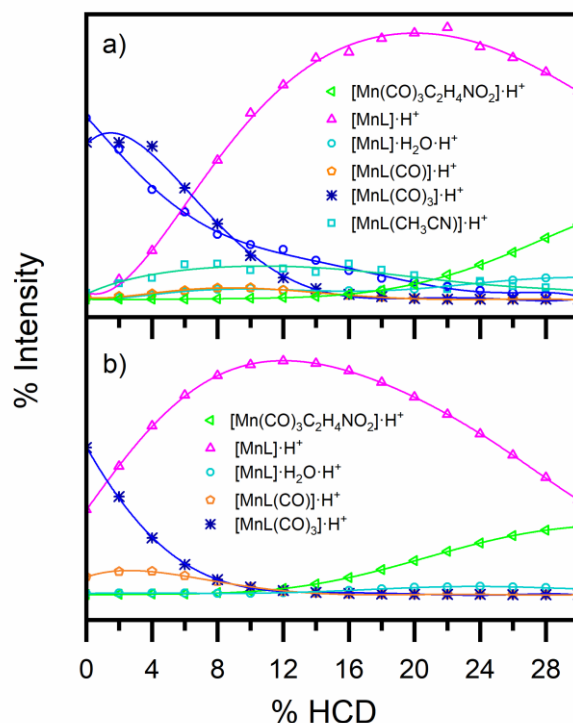 a)
[Mn(CO)₃C₂H₄NO₂]·H⁺
[MnL]·H⁺
[MnL]·H₂O·H⁺
[MnL(CO)]·H⁺
[MnL(CO)₃]·H⁺
[MnL(CH₃CN)]·H⁺
% Intensity
b)
[Mn(CO)₃C₂H₄NO₂]·H⁺
[MnL]·H⁺
[MnL]·H₂O·H⁺
[MnL(CO)]·H⁺
[MnL(CO)₃]·H⁺
0 4 8 12 16 20 24 28
% HCD